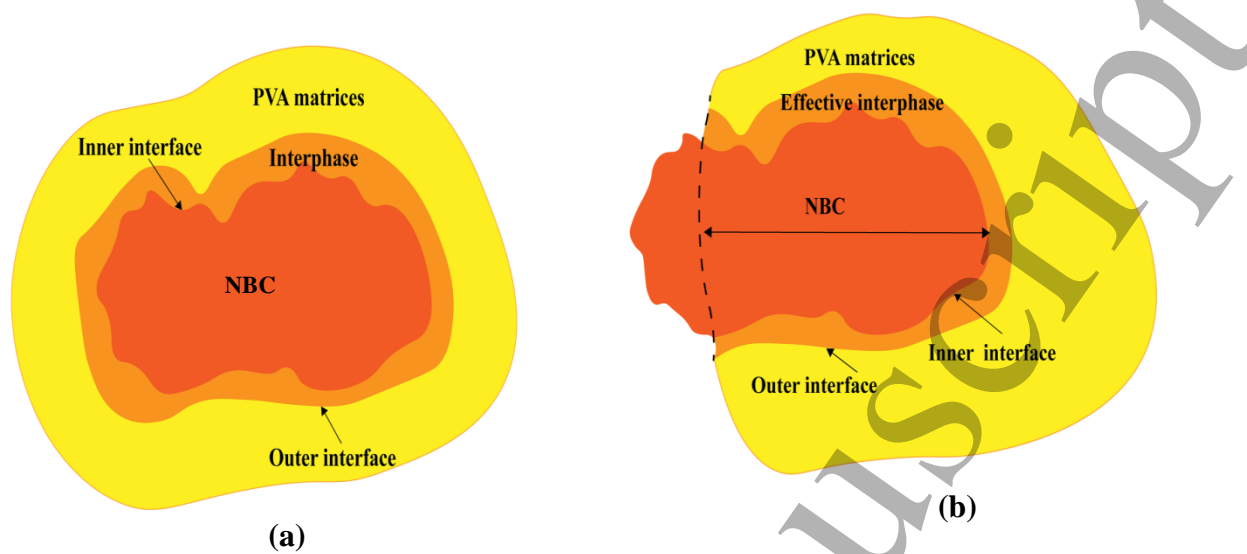 PVA matrices
Inner interface
Interphase
NBC
Outer interface
(a)
PVA matrices
Effective interphase
NBC
Inner interface
Outer interface
(b)
uscript